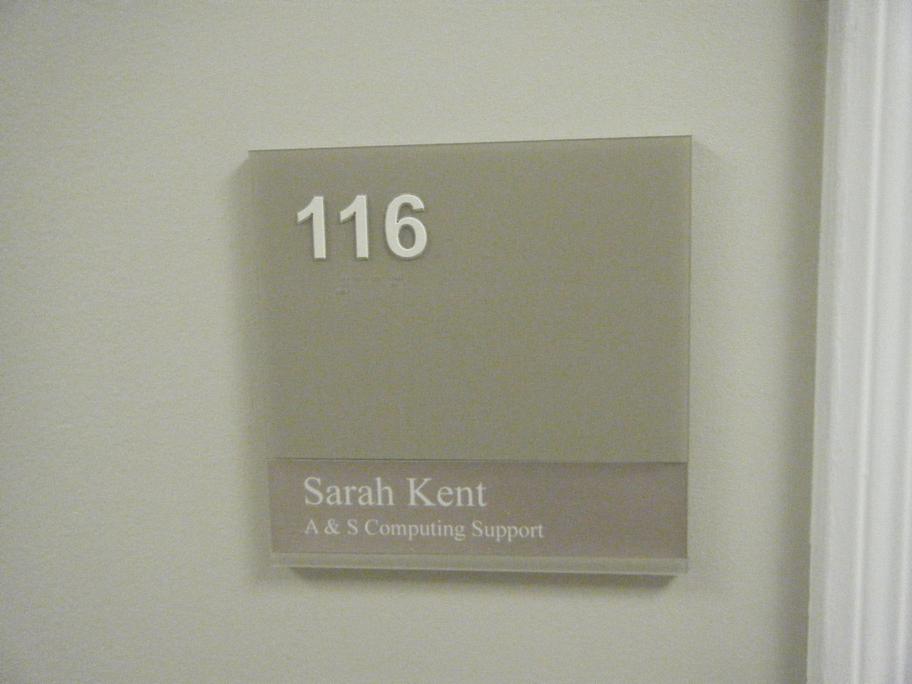 116
Sarah Kent
A & S Computing Support